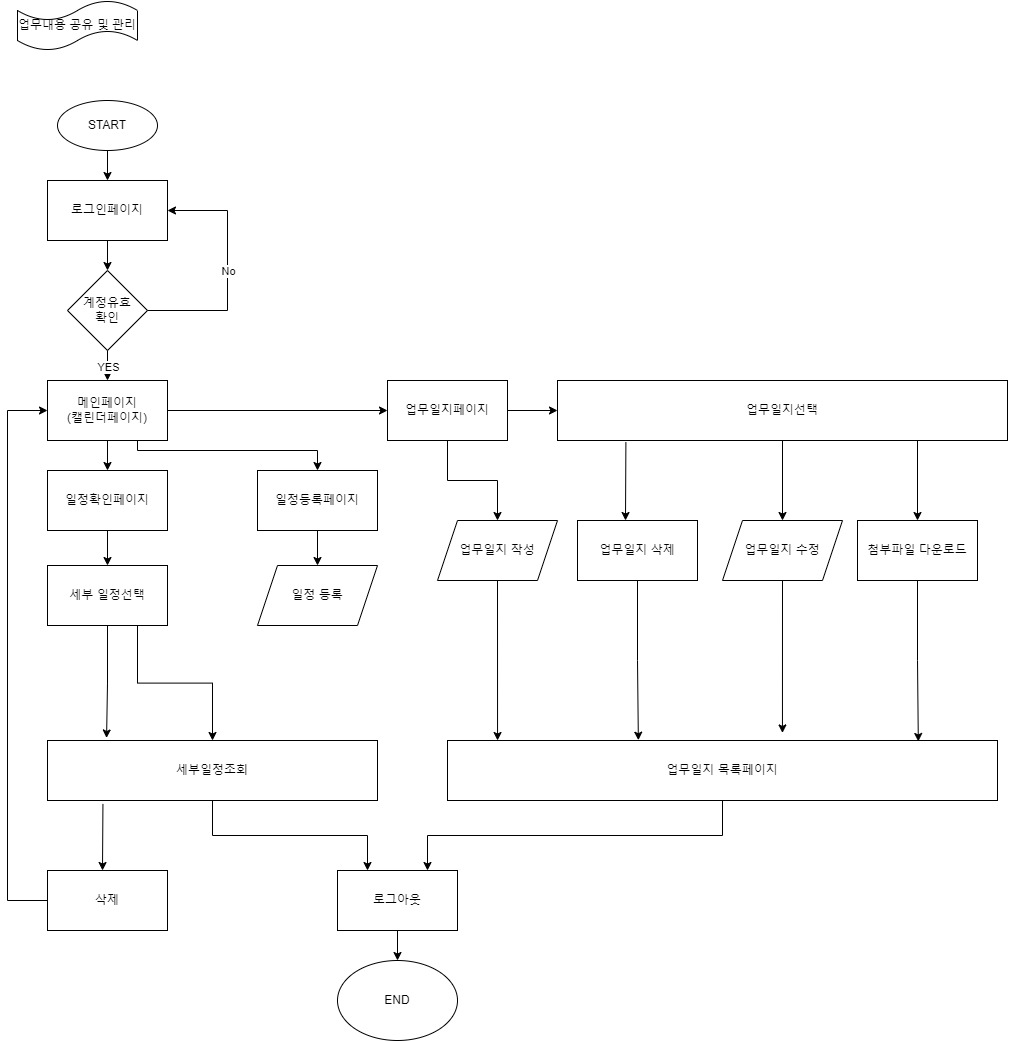 업무내용 공유 및 관리
START
로그인페이지
No
계정유효
확인
YES
메인페이지
(캘린더페이지)
업무일지페이지
업무일지선택
일정확인페이지
일정등록페이지
업무일지 작성
업무일지 삭제
업무일지 수정
첨부파일 다운로드
세부 일정선택
일정 등록
세부일정조회
업무일지 목록페이지
삭제
로그아웃
END